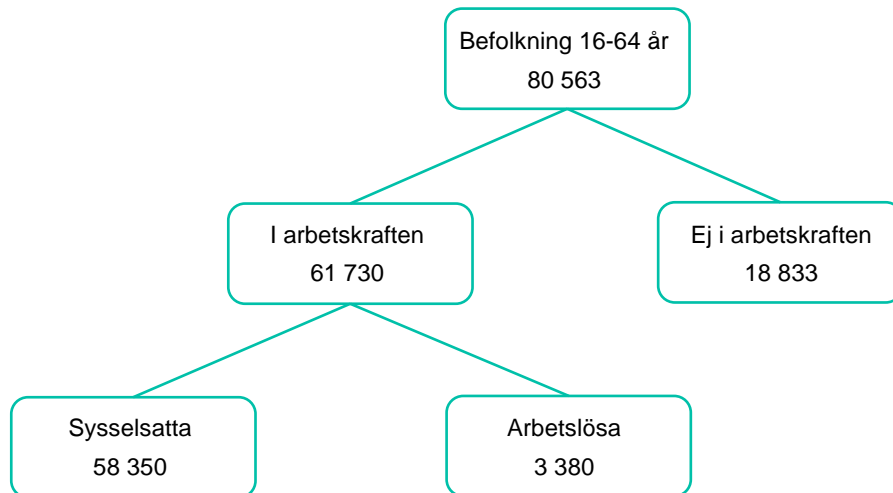 Befolkning 16-64 år
80 563
I arbetskraften
61 730
Ej i arbetskraften
18 833
Sysselsatta
58 350
Arbetslösa
3 380